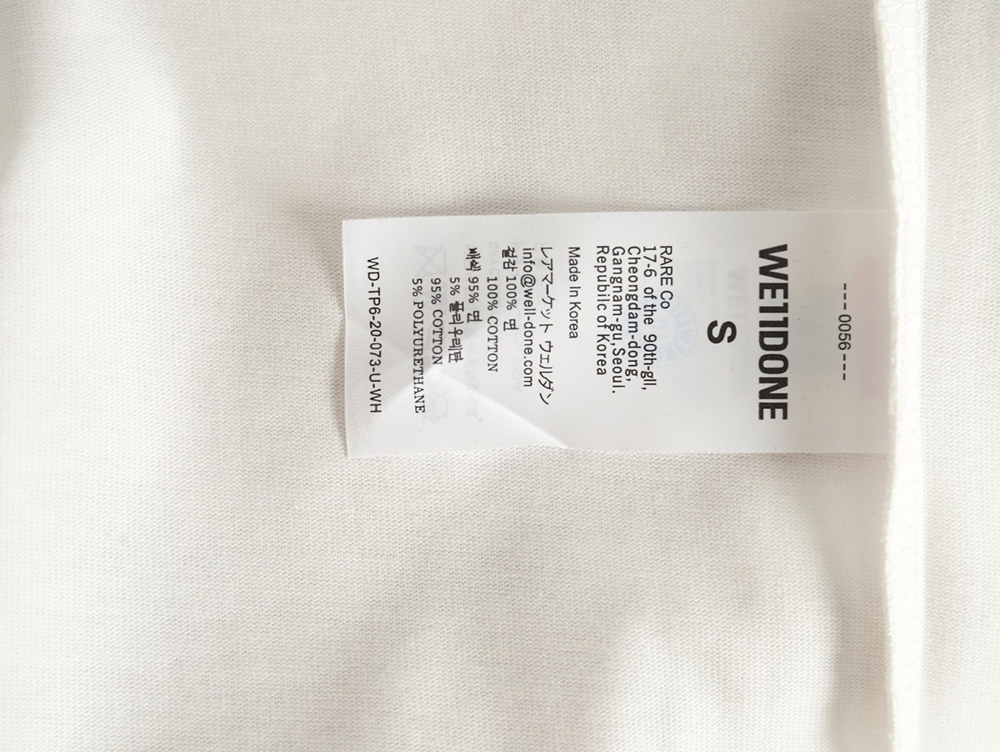 --- 0056 ---
WE11DONE
S
RARE Co
17-6 of the 90th-gil,
Cheongdam-dong,
Gangnam-gu, Seoul.
Repubilc of Korea
Made In Korea
レアマーケット ウェルダン
info@well-done.com
겉감 100% 면
100% COTTON
배색 95% 면
5% 폴리우레탄
95% COTTON
5% POLYURETHANE
WD-TP6-20-073-U-WH